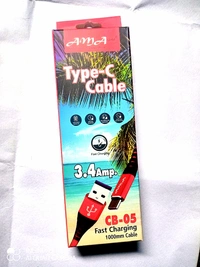 AMA
Type-C
Cable
Fast Charging
3.4Amp.
CB-05
Fast Charging
1000mm Cable